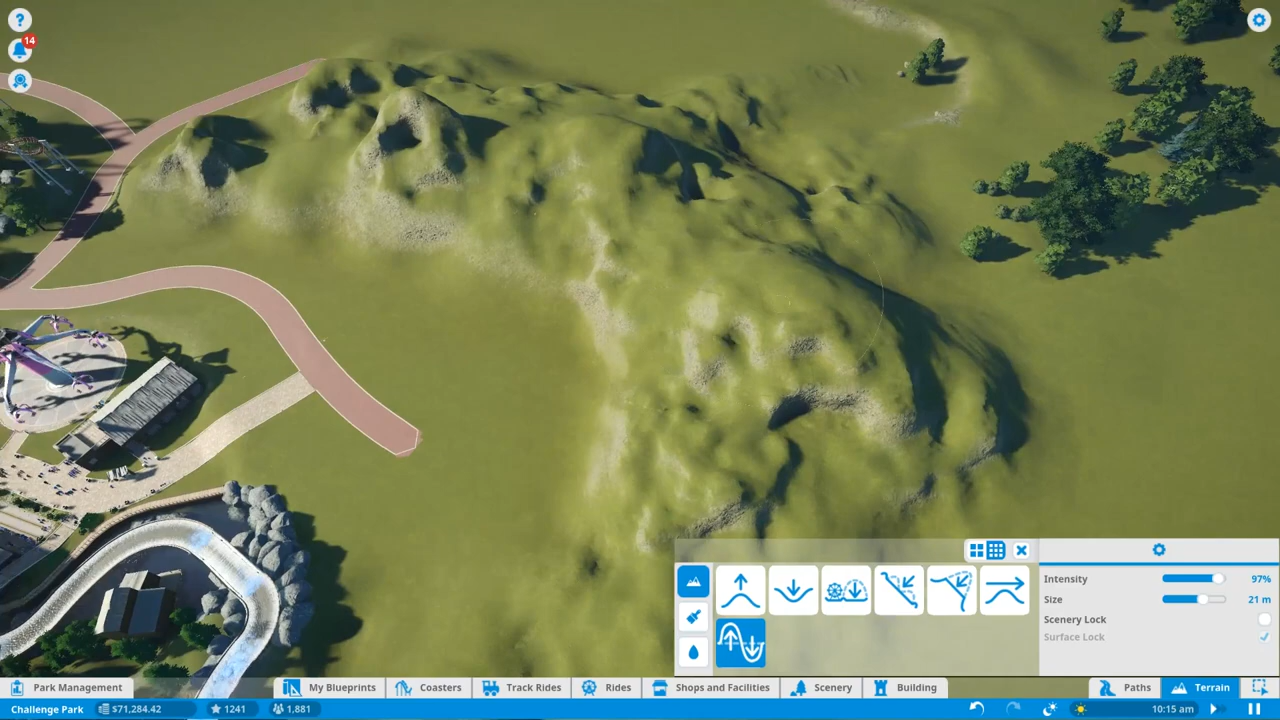 ?
14
Intensity 97%
Size 21 m
Scenery Lock
Surface Lock
Park Management My Blueprints Coasters Track Rides Rides Shops and Facilities Scenery Building Paths Terrain
Challenge Park $71,284.42 1241 1,881 10:15 am